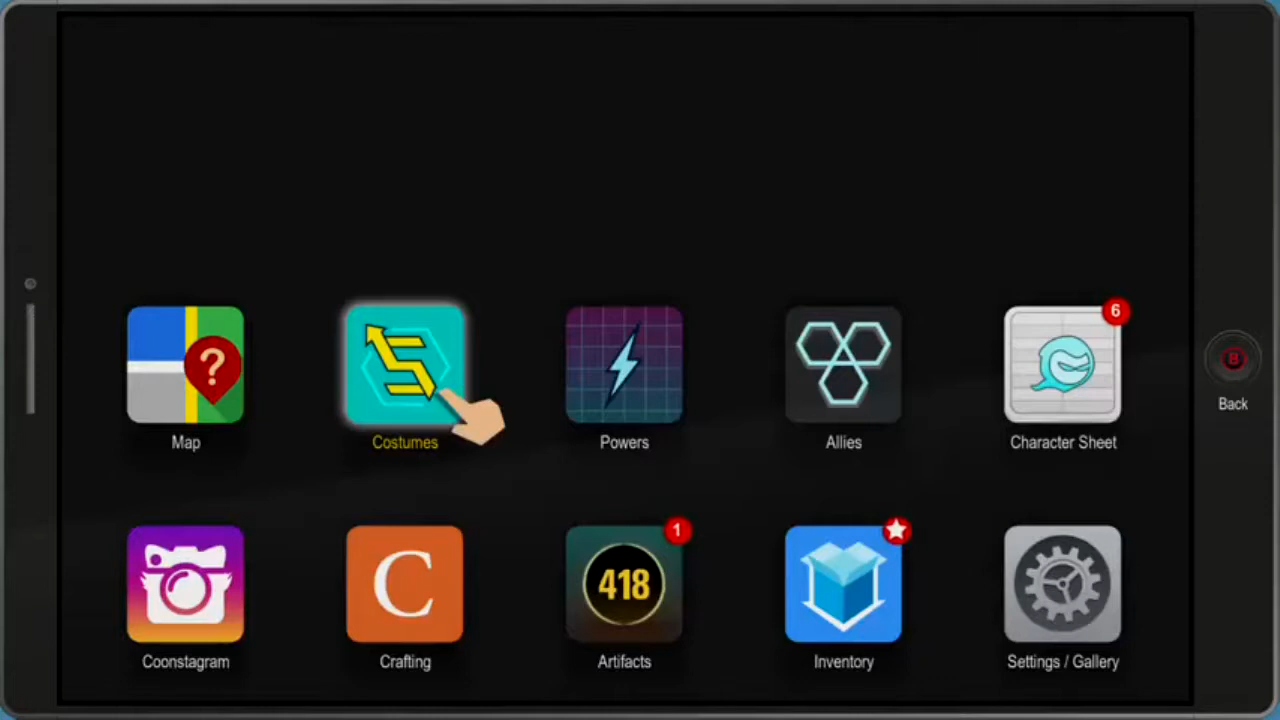 ?
6
B
Back
Map
Costumes
Powers
Allies
Character Sheet
C
1
418
Coonstagram
Crafting
Artifacts
Inventory
Settings / Gallery